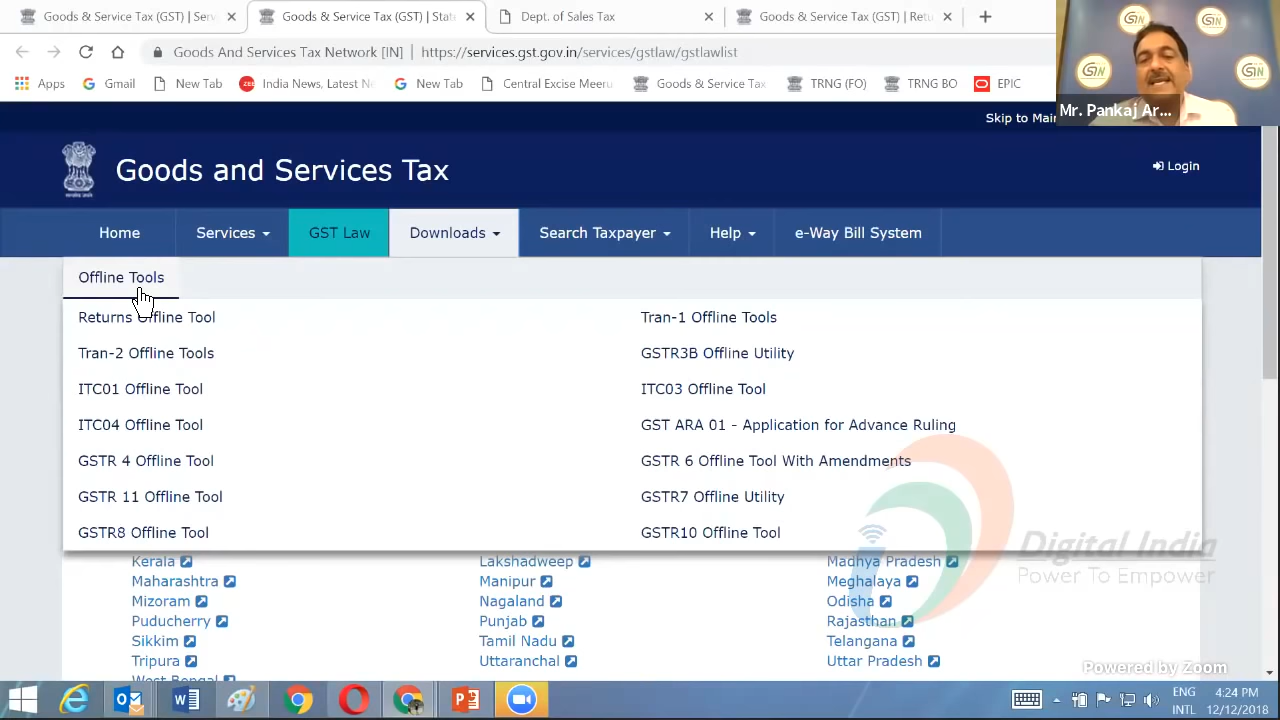 Goods & Service Tax (GST) | Serv
Goods & Service Tax (GST) | Stat
Dept. of Sales Tax
Goods & Service Tax (GST) | Retu
Goods And Services Tax Network [IN] | https://services.gst.gov.in/services/gstlaw/gstlawlist
Apps Gmail New Tab India News, Latest Ne New Tab Central Excise Meeru Goods & Service Tax TRNG (FO) TRNG BO EPIC
Mr. Pankaj Ar...
Skip to Main
Goods and Services Tax
Login
Home Services GST Law Downloads Search Taxpayer Help e-Way Bill System
Offline Tools
Returns Offline Tool Tran-1 Offline Tools
Tran-2 Offline Tools GSTR3B Offline Utility
ITC01 Offline Tool ITC03 Offline Tool
ITC04 Offline Tool GST ARA 01 - Application for Advance Ruling
GSTR 4 Offline Tool GSTR 6 Offline Tool With Amendments
GSTR 11 Offline Tool GSTR7 Offline Utility
GSTR8 Offline Tool GSTR10 Offline Tool
Kerala Lakshadweep Madhya Pradesh
Maharashtra Manipur Meghalaya
Mizoram Nagaland Odisha
Puducherry Punjab Rajasthan
Sikkim Tamil Nadu Telangana
Tripura Uttaranchal Uttar Pradesh
West Bengal
Digital India
Power To Empower
Powered by Zoom
ENG 4:24 PM
INTL 12/12/2018